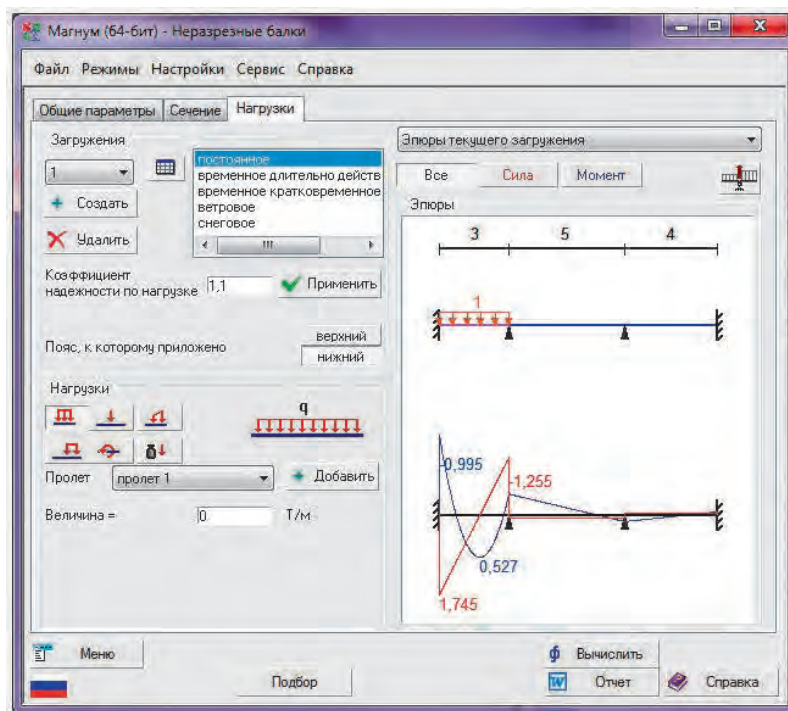 Магнум (64-бит) - Неразрезные балки
Файл Режимы Настройки Сервис Справка
Общие параметры Сечение Нагрузки
Загружения
1
Создать
Удалить
постоянное
временное длительно действ
временное кратковременное
ветровое
снеговое
Коэффициент
надежности по нагрузке 1,1 Применить
Пояс, к которому приложено
верхний
нижний
Нагрузки
q
Пролет пролет 1 Добавить
Величина = 0 Т/м
Эпюры текущего загружения
Все Сила Момент
Эпюры
3 5 4
1
-0,995
-1,255
0,527
1,745
Меню Вычислить
Подбор Отчет Справка